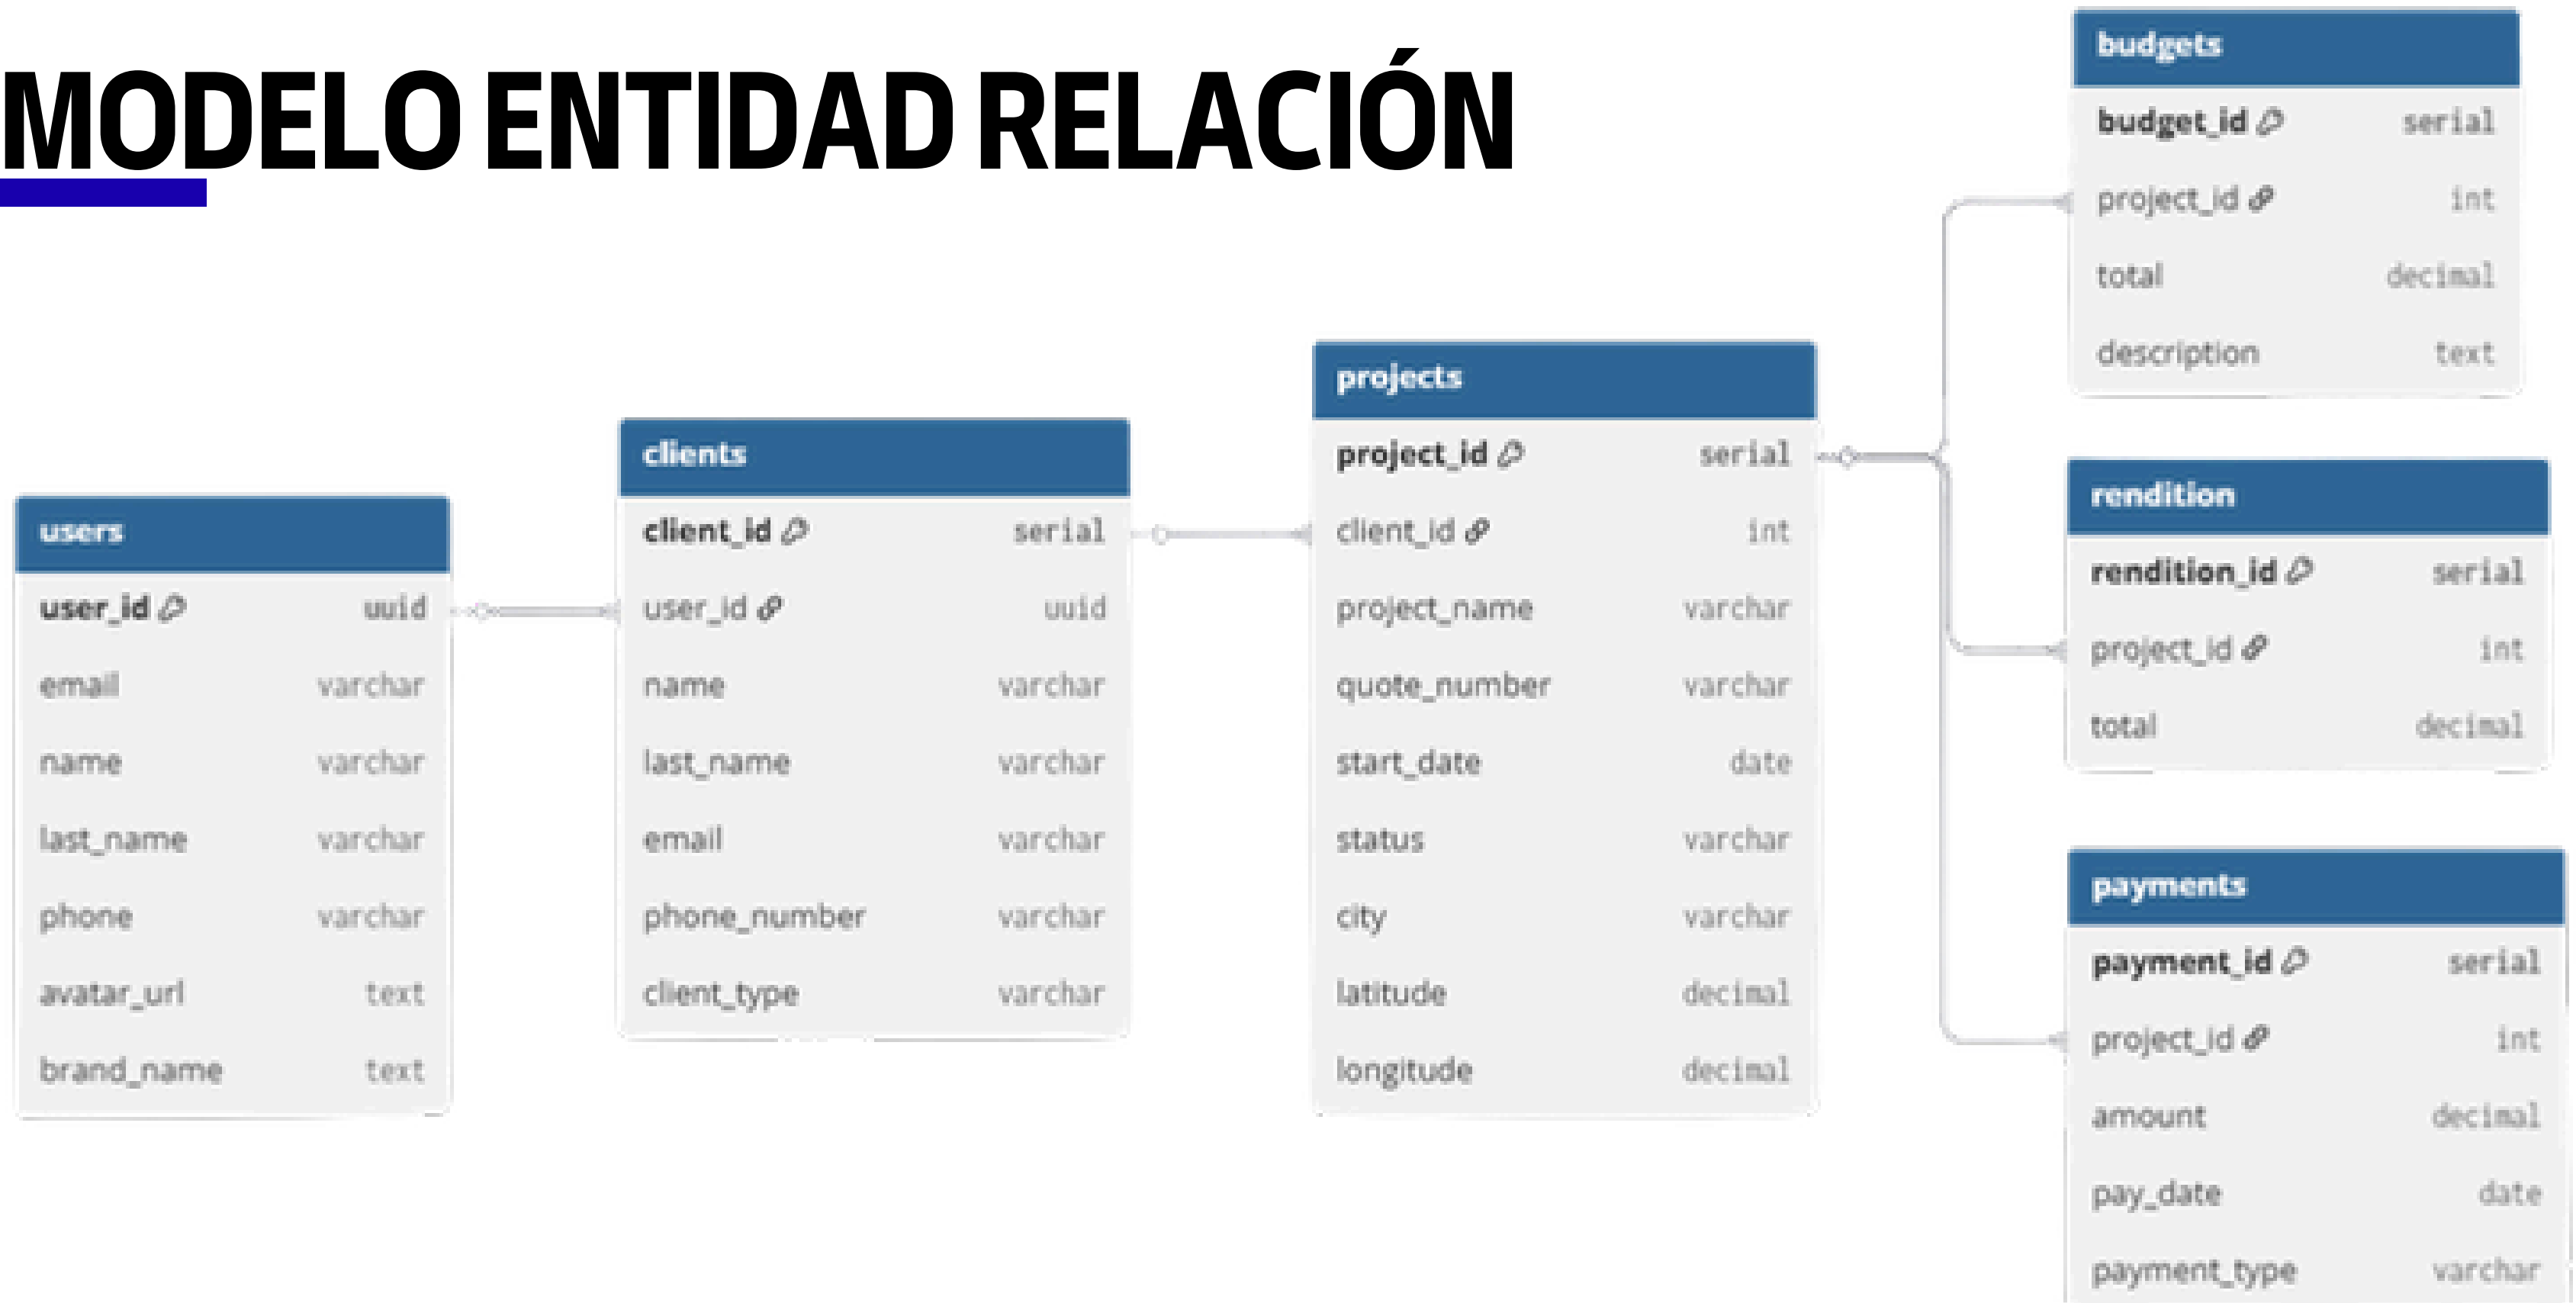 MODELO ENTIDAD RELACIÓN
users
user_id uuid
email varchar
name varchar
last_name varchar
phone varchar
avatar_url text
brand_name text
clients
client_id serial
user_id uuid
name varchar
last_name varchar
email varchar
phone_number varchar
client_type varchar
projects
project_id serial
client_id int
project_name varchar
quote_number varchar
start_date date
status varchar
city varchar
latitude decimal
longitude decimal
budgets
budget_id serial
project_id int
total decimal
description text
rendition
rendition_id serial
project_id int
total decimal
payments
payment_id serial
project_id int
amount decimal
pay_date date
payment_type varchar